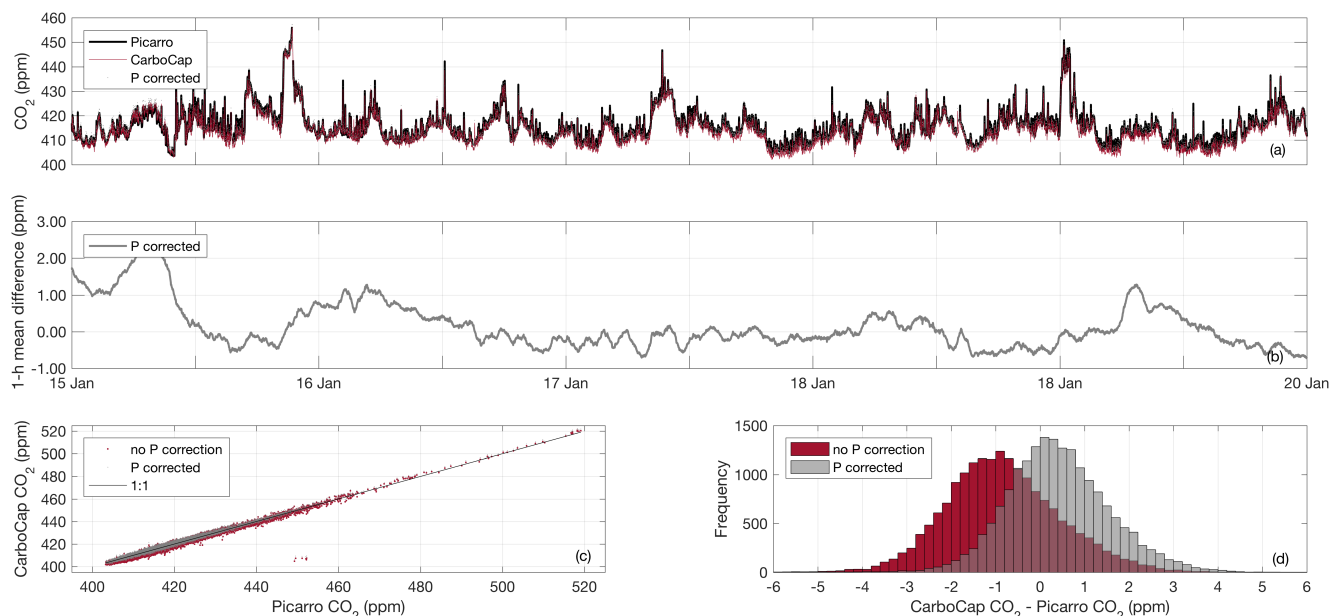 460
450
440
430
420
410
400
CO2 (ppm)
Picarro
CarboCap
P corrected
(a)
3.00
2.00
1.00
0.00
-1.00
1-h mean difference (ppm)
P corrected
(b)
15 Jan
16 Jan
17 Jan
18 Jan
18 Jan
20 Jan
520
500
480
460
440
420
400
CarboCap CO2 (ppm)
no P correction
P corrected
1:1
(c)
400
420
440
460
480
500
520
Picarro CO2 (ppm)
1500
1000
500
0
Frequency
no P correction
P corrected
(d)
-6
-5
-4
-3
-2
-1
0
1
2
3
4
5
6
CarboCap CO2 - Picarro CO2 (ppm)